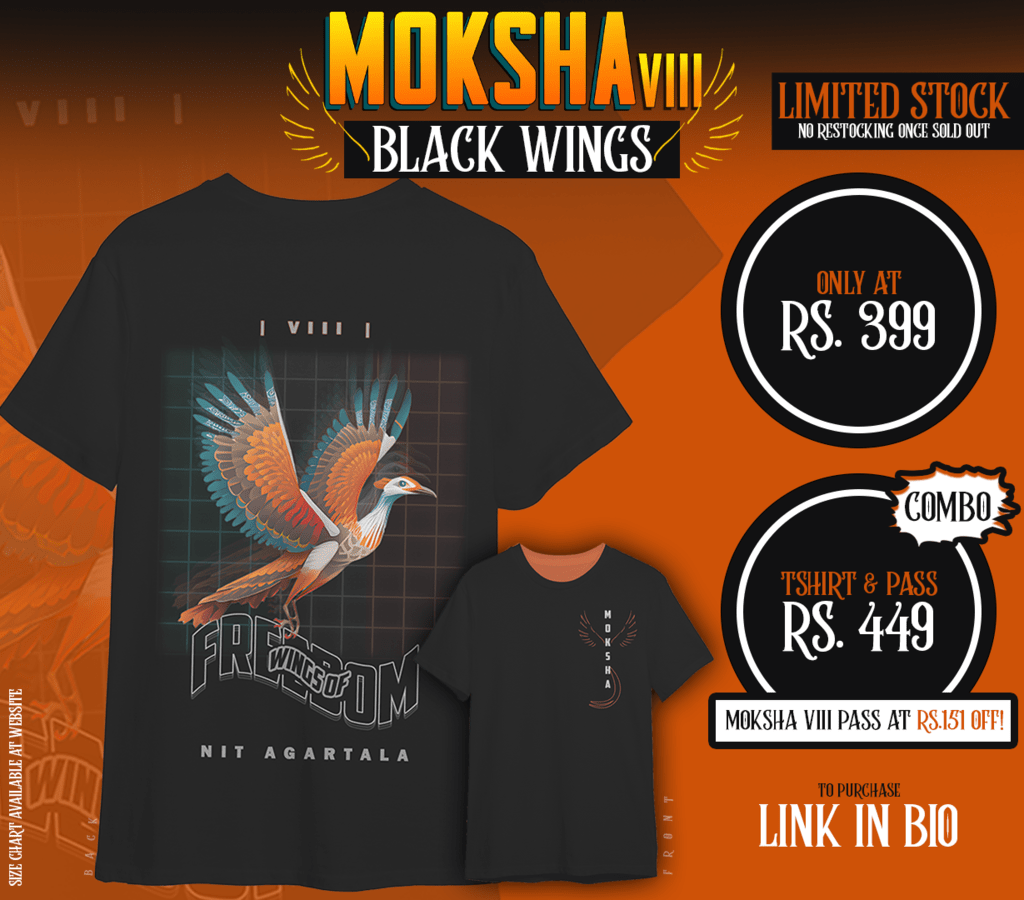 MOKSHA VIII
BLACK WINGS
LIMITED STOCK
NO RESTOCKING ONCE SOLD OUT
VIII |
ONLY AT
RS. 399
| VIII |
FREEDOM
WINGS OF
NIT AGARTALA
MOKSHA
COMBO
TSHIRT & PASS
RS. 449
MOKSHA VIII PASS AT RS.151 OFF!
TO PURCHASE
LINK IN BIO
SIZE CHART AVAILABLE AT WEBSITE
BACK
FRONT
WIN